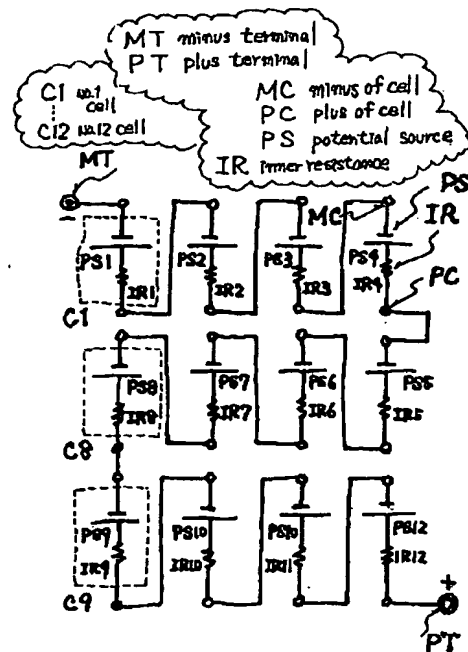 MT minus terminal
PT plus terminal
C1 no.1 cell
C12 no.12 cell
MC minus of cell
PC plus of cell
PS potential source
IR inner resistance
MT
−
MC
PS
IR
PC
PS1
IR1
PS2
IR2
PS3
IR3
PS4
IR4
C1
PS8
IR8
PS7
IR7
PS6
IR6
PS5
IR5
C8
PS9
IR9
PS10
IR10
PS10
IR11
PS12
IR12
C9
+
PT